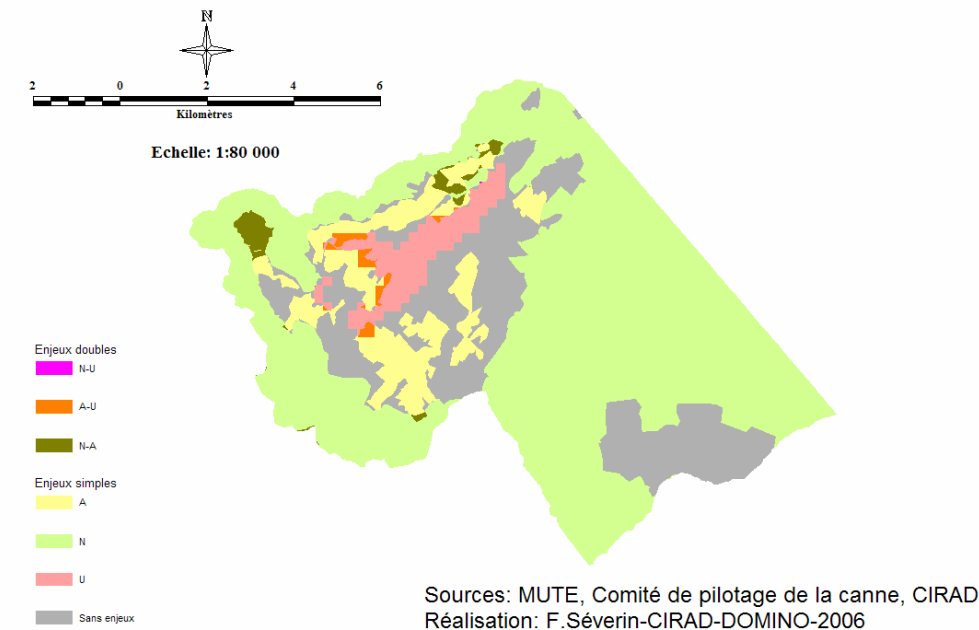 N
2 0 2 4 6
Kilomètres
Echelle: 1:80 000
Enjeux doubles
N-U
A-U
N-A
Enjeux simples
A
N
U
Sans enjeux
Sources: MUTE, Comité de pilotage de la canne, CIRAD
Réalisation: F.Séverin-CIRAD-DOMINO-2006